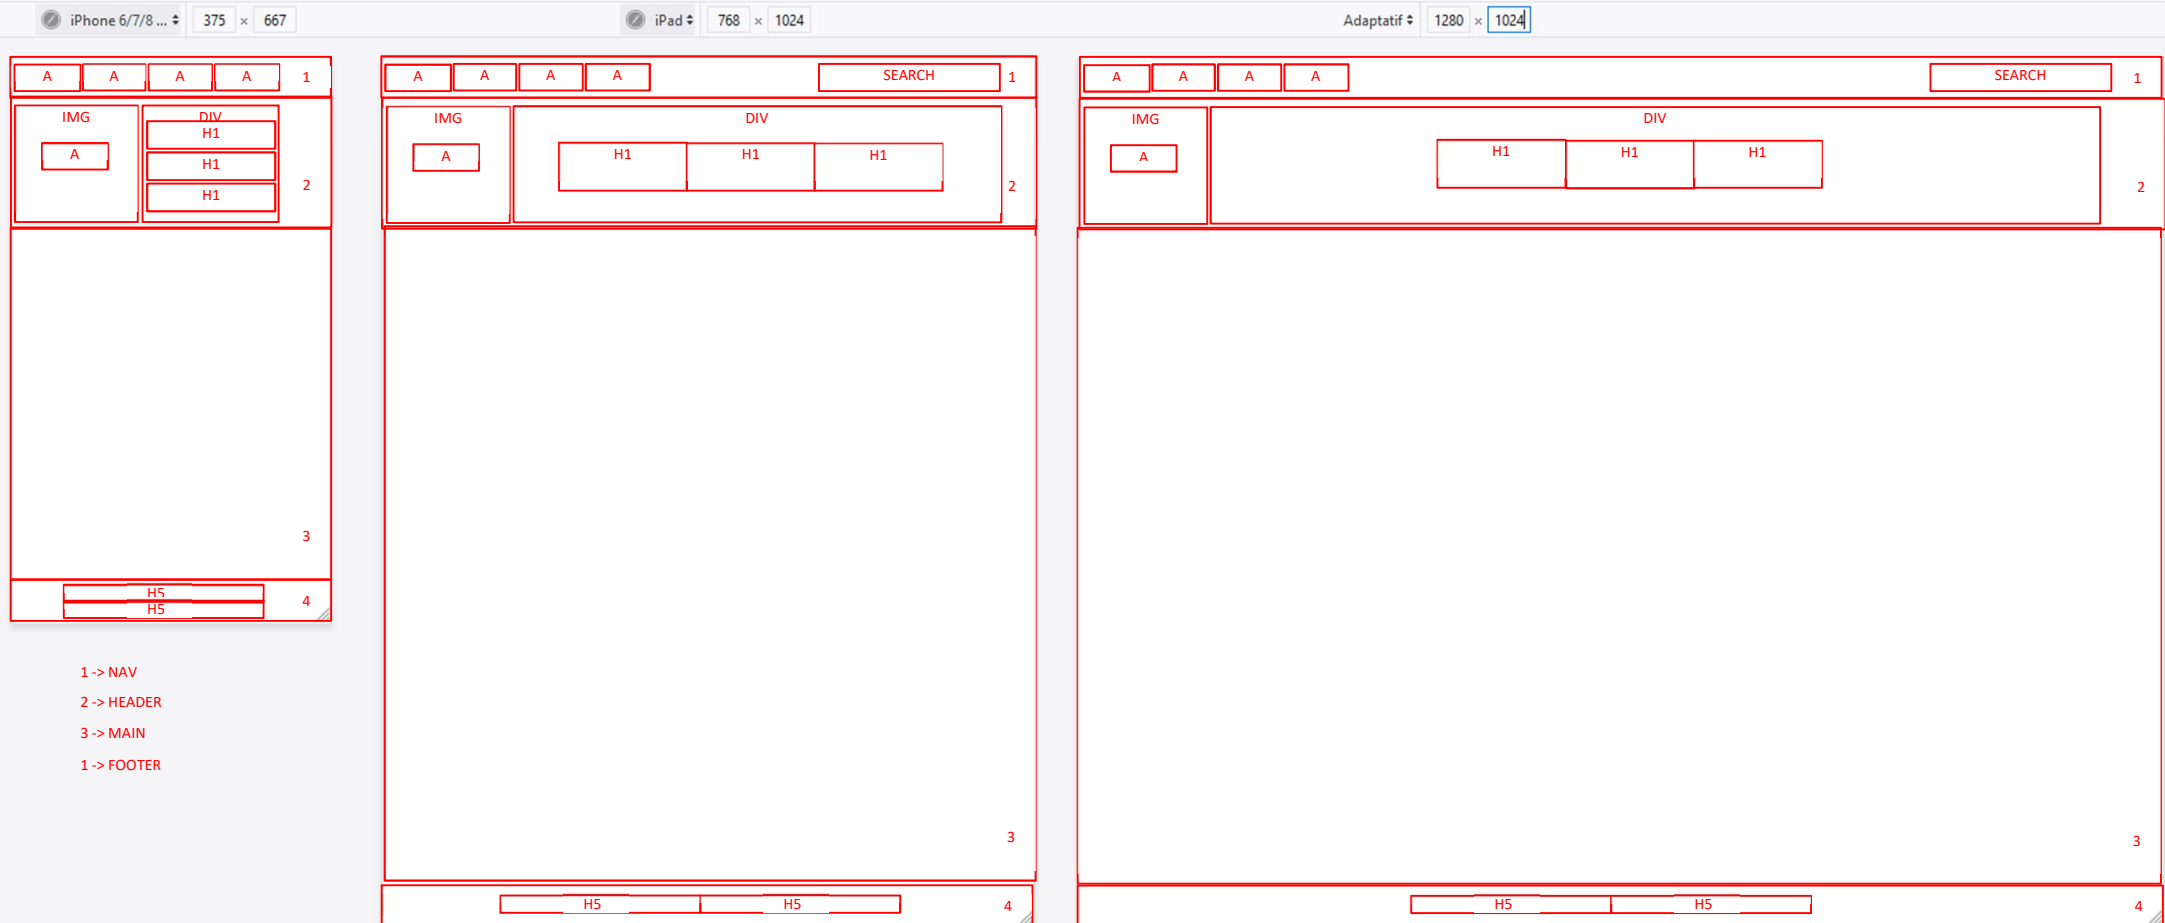 iPhone 6/7/8 ... 375 × 667 iPad 768 × 1024 Adaptatif 1280 × 1024
A A A A 1
IMG DIV
A H1
H1
H1
2
3
H5
H5
4
A A A A SEARCH 1
IMG DIV
A H1 H1 H1
2
3
H5 H5 4
A A A A SEARCH 1
IMG DIV
A H1 H1 H1
2
3
H5 H5 4
1 -> NAV
2 -> HEADER
3 -> MAIN
1 -> FOOTER